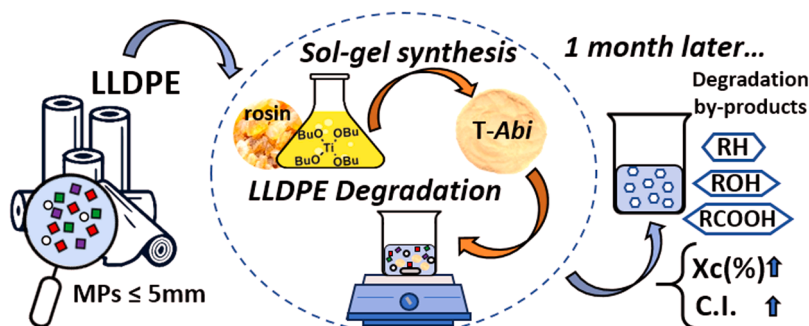 LLDPE
MPs ≤ 5mm
Sol-gel synthesis
rosin
BuO OBu
Ti
BuO OBu
T-Abi
LLDPE Degradation
1 month later...
Degradation
by-products
RH
ROH
RCOOH
Xc(%)
C.I.